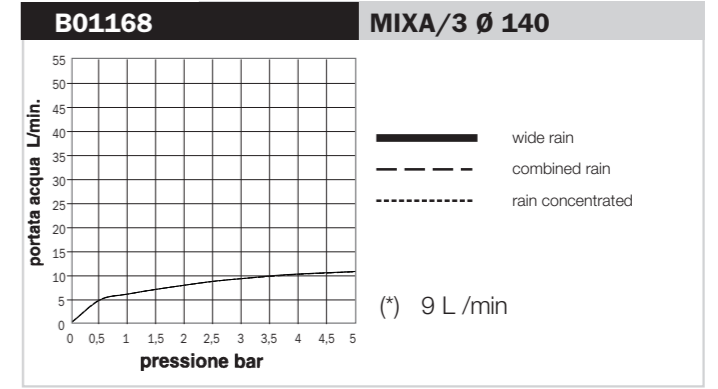 B01168
MIXA/3 Ø 140
portata acqua L/min.
55
50
45
40
35
30
25
20
15
10
5
0
0 0,5 1 1,5 2 2,5 3 3,5 4 4,5 5
pressione bar
wide rain
combined rain
rain concentrated
(*) 9 L /min